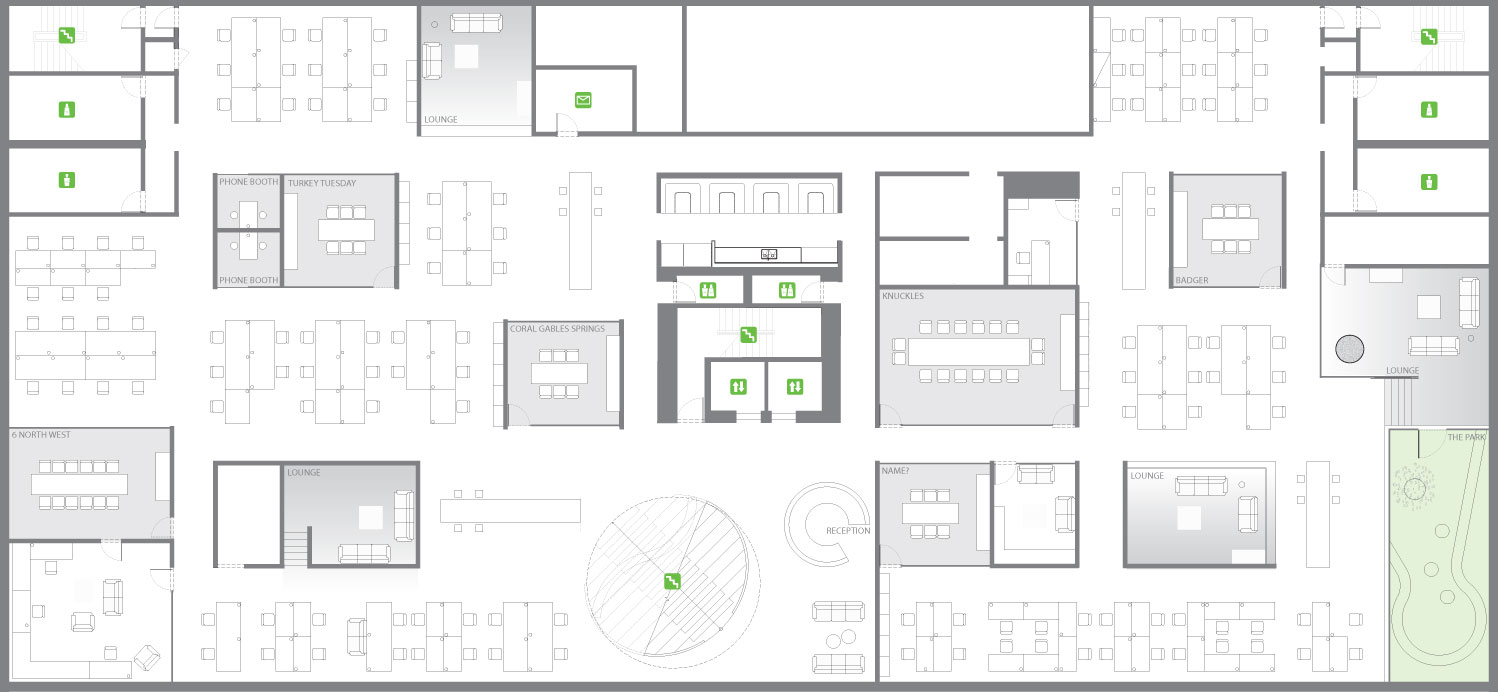 LOUNGE
PHONE BOOTH
TURKEY TUESDAY
PHONE BOOTH
BADGER
KNUCKLES
CORAL GABLES SPRINGS
LOUNGE
6 NORTH WEST
THE PARK
LOUNGE
NAME?
LOUNGE
RECEPTION